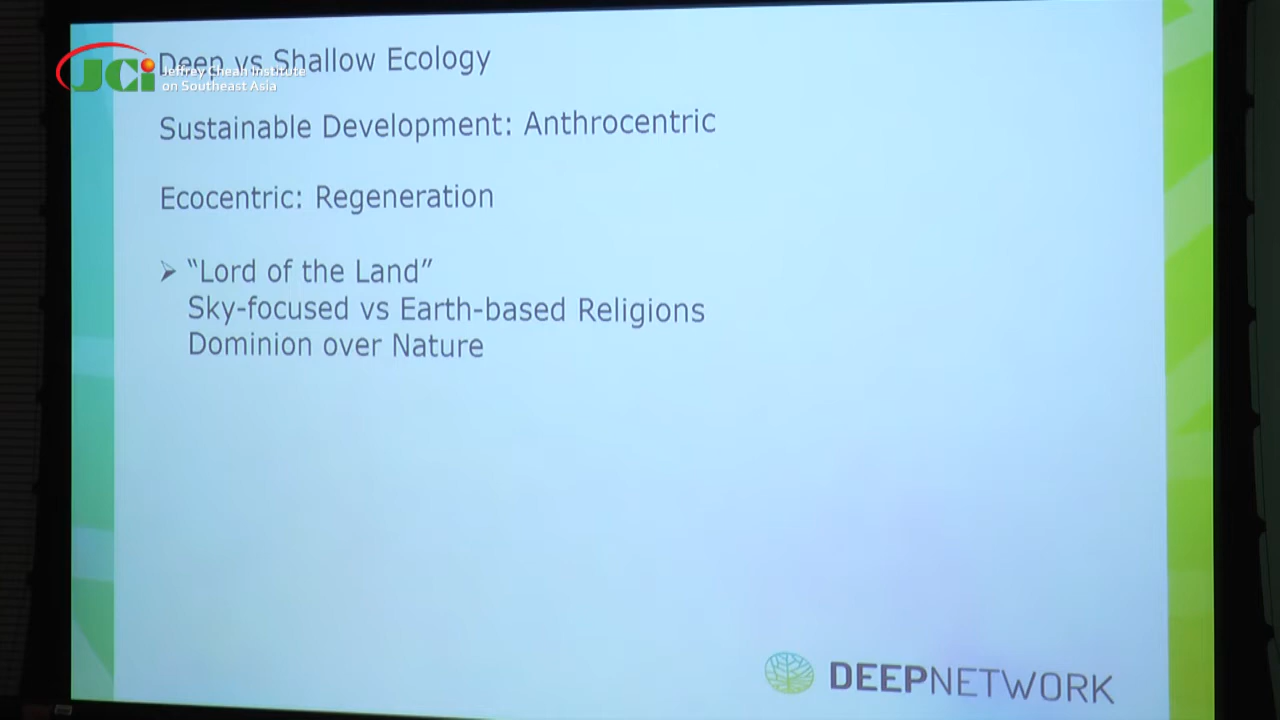 Deep vs Shallow Ecology
JCi Jeffrey Cheah Institute
on Southeast Asia
Sustainable Development: Anthrocentric
Ecocentric: Regeneration
➢ “Lord of the Land”
Sky-focused vs Earth-based Religions
Dominion over Nature
DEEPNETWORK